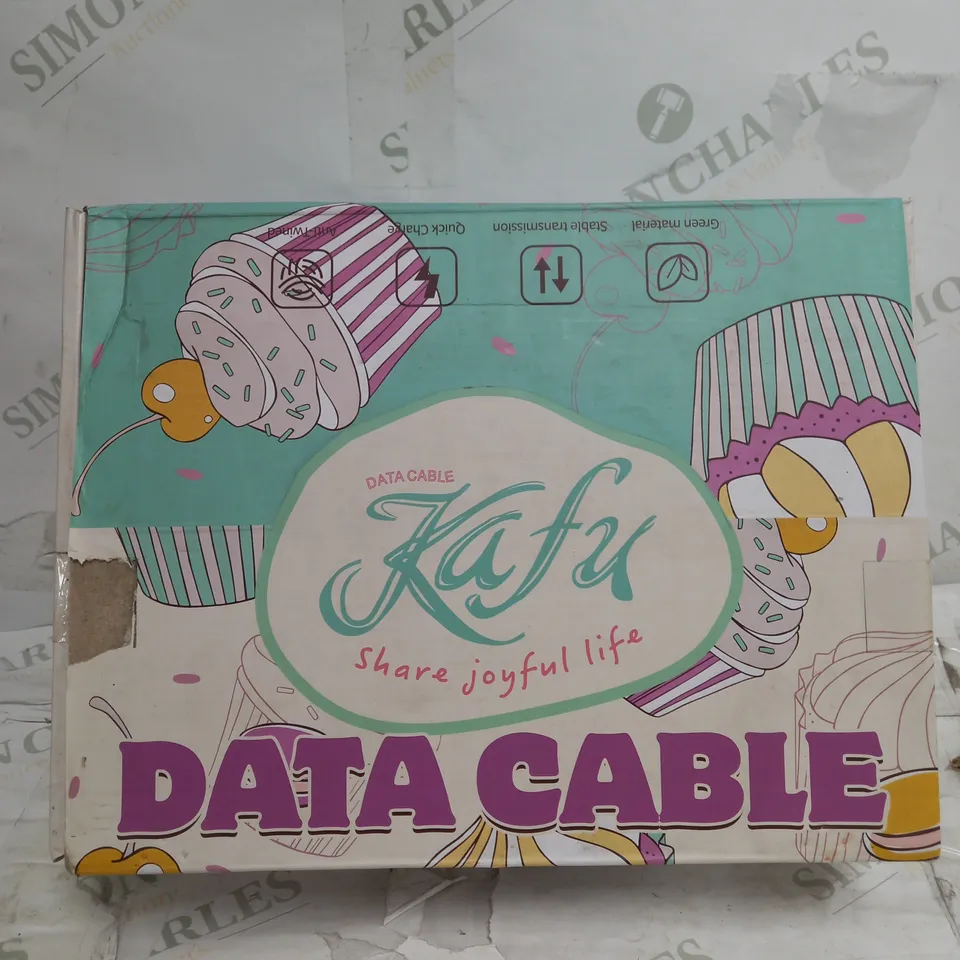 Green material
Stable transmission
Quick Charge
Anti-Twined
DATA CABLE
Kafu
Share joyful life
DATA CABLE